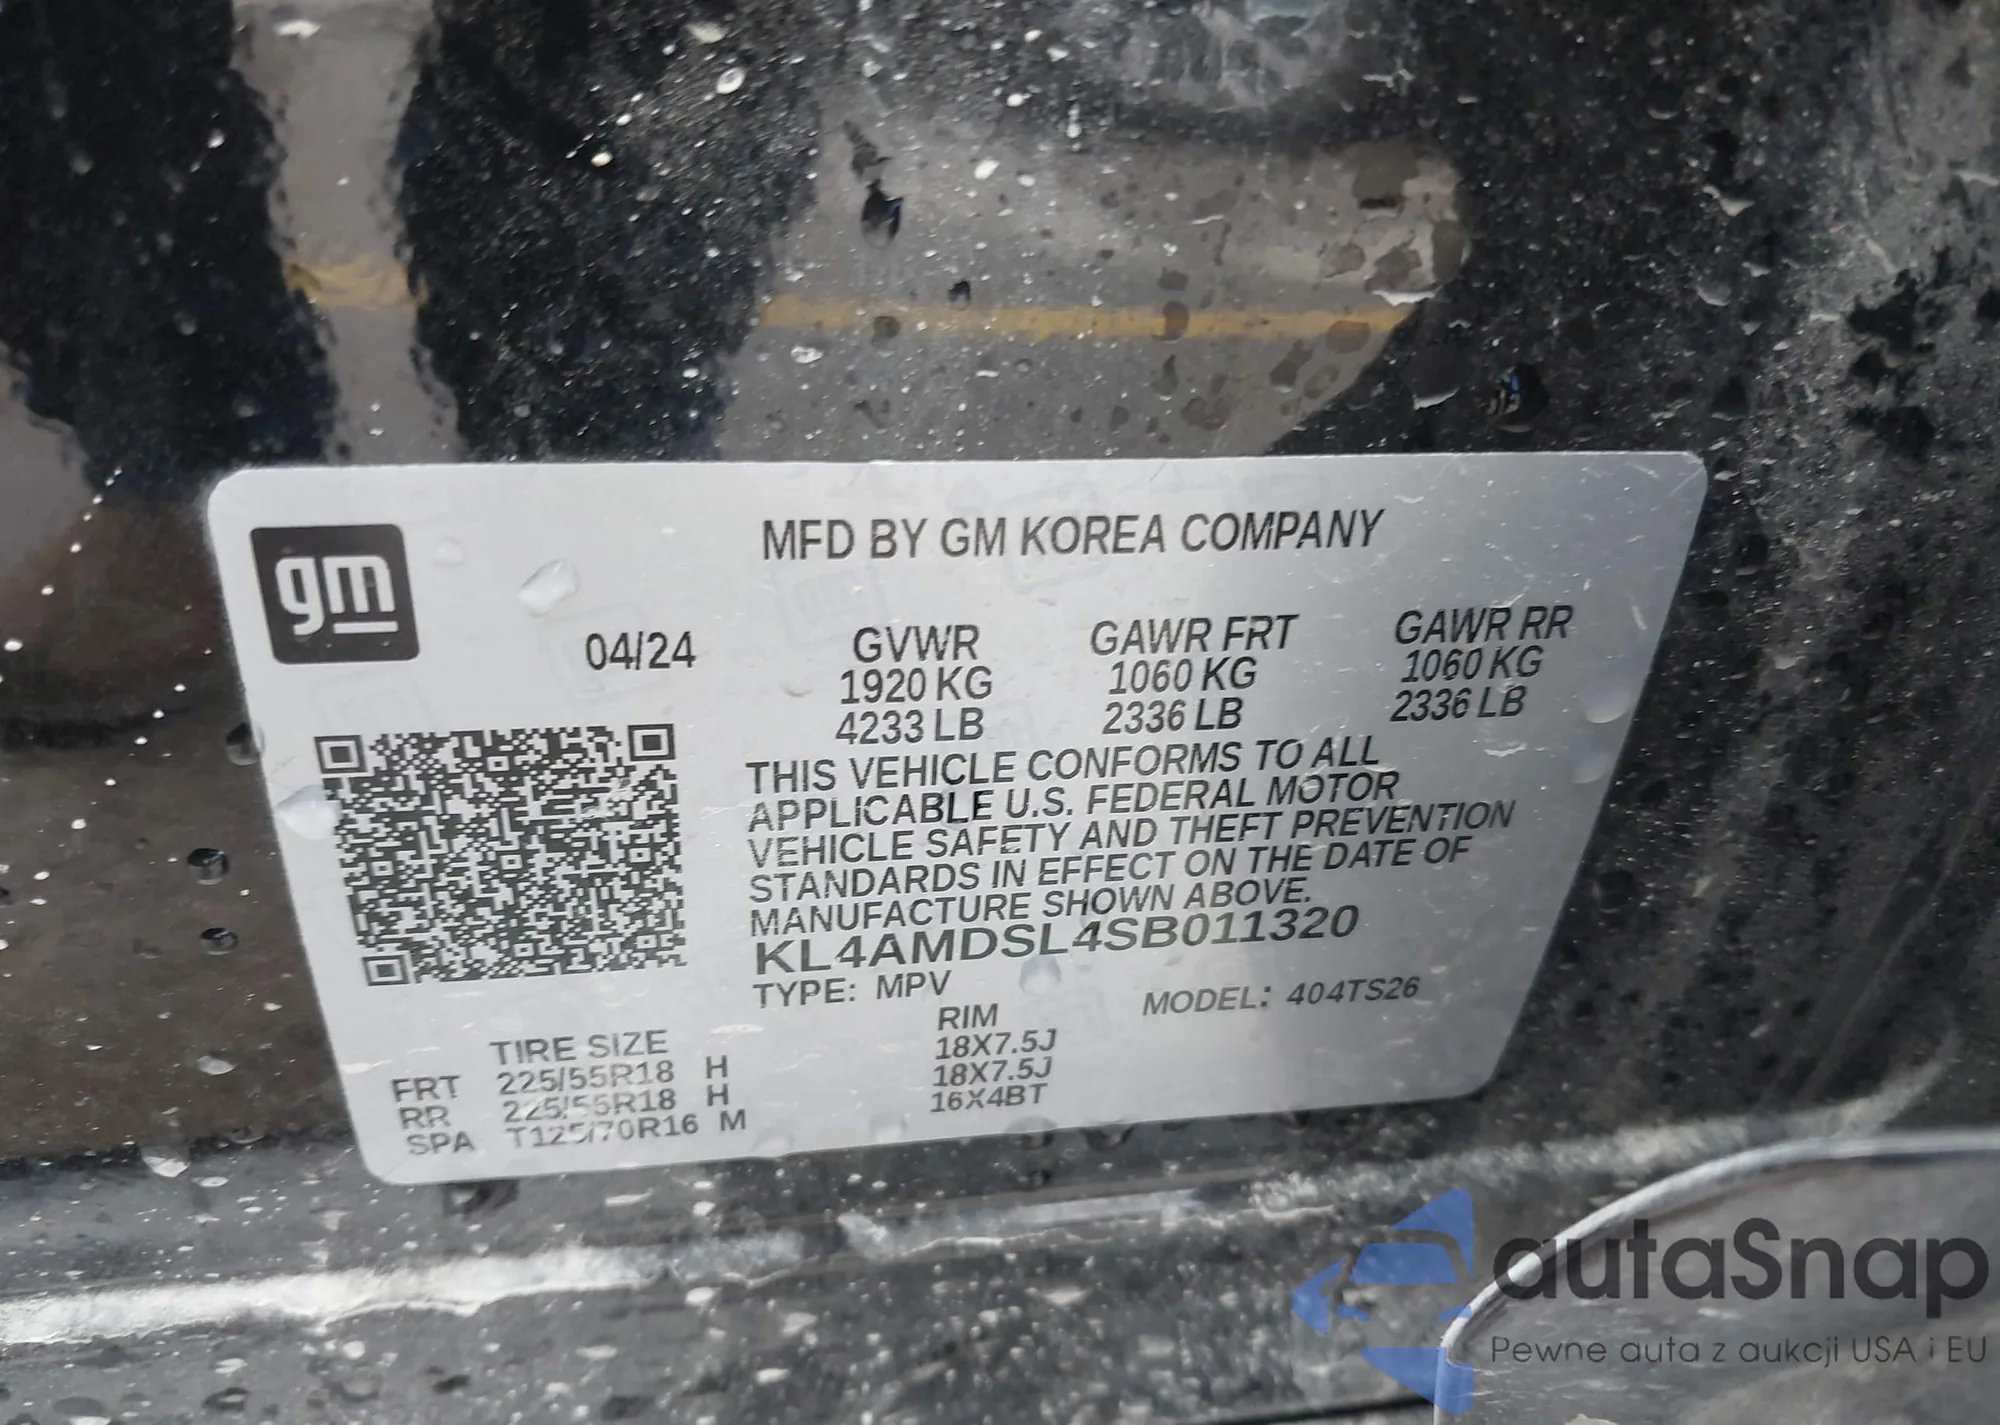 gm
MFD BY GM KOREA COMPANY
04/24
GVWR GAWR FRT GAWR RR
1920 KG 1060 KG 1060 KG
4233 LB 2336 LB 2336 LB
THIS VEHICLE CONFORMS TO ALL
APPLICABLE U.S. FEDERAL MOTOR
VEHICLE SAFETY AND THEFT PREVENTION
STANDARDS IN EFFECT ON THE DATE OF
MANUFACTURE SHOWN ABOVE.
KL4AMDSL4SB011320
TYPE: MPV MODEL: 404TS26
TIRE SIZE RIM
FRT 225/55R18 H 18X7.5J
RR 225/55R18 H 18X7.5J
SPA T125/70R16 M 16X4BT
autaSnap
Pewne auta z aukcji USA i EU